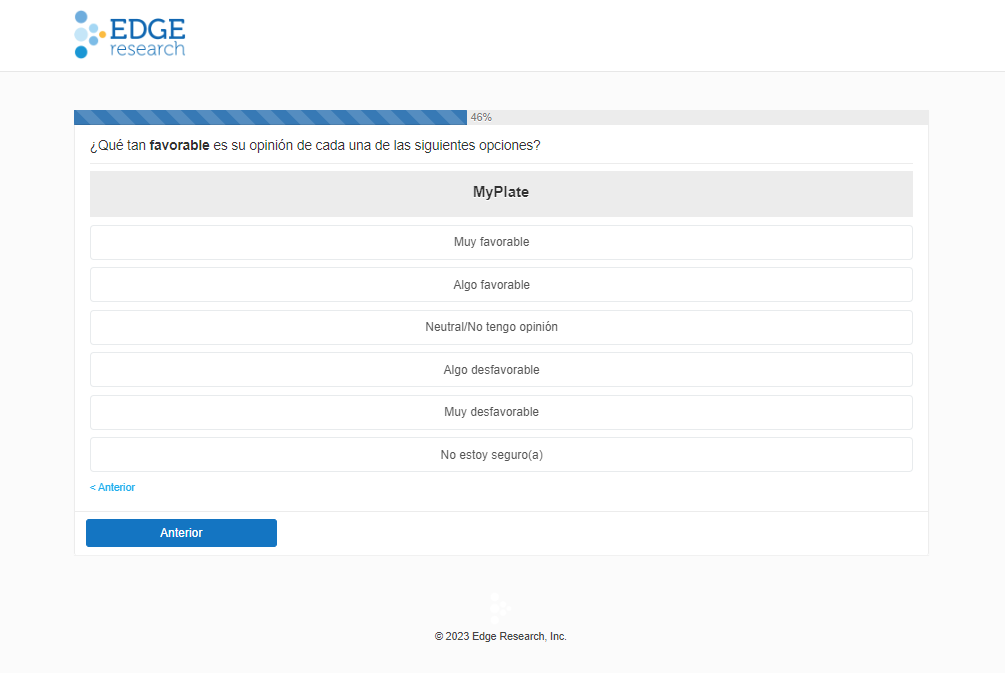 EDGE
research
46%
¿Qué tan favorable es su opinión de cada una de las siguientes opciones?
MyPlate
Muy favorable
Algo favorable
Neutral/No tengo opinión
Algo desfavorable
Muy desfavorable
No estoy seguro(a)
< Anterior
Anterior
© 2023 Edge Research, Inc.